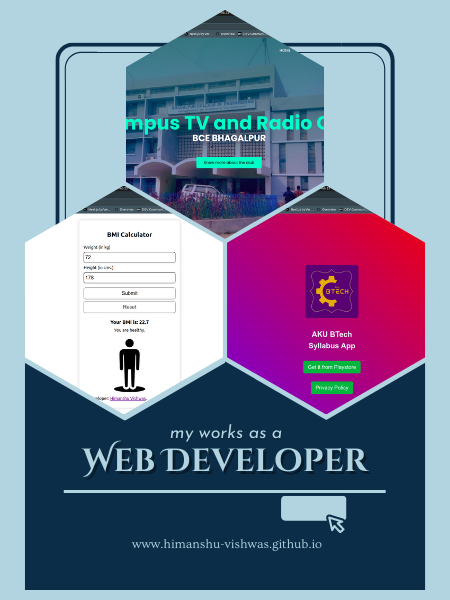 HOME
mpus TV and Radio C
BCE BHAGALPUR
Know more about the club
BMI Calculator
Weight (in kg)
72
Height (in cms.)
178
Submit
Reset
Your BMI is: 22.7
You are healthy.
eloper: Himanshu Vishwas.
BTECH
AKU BTech
Syllabus App
Get it from Playstore
Privacy Policy
my works as a
WEB DEVELOPER
www.himanshu-vishwas.github.io